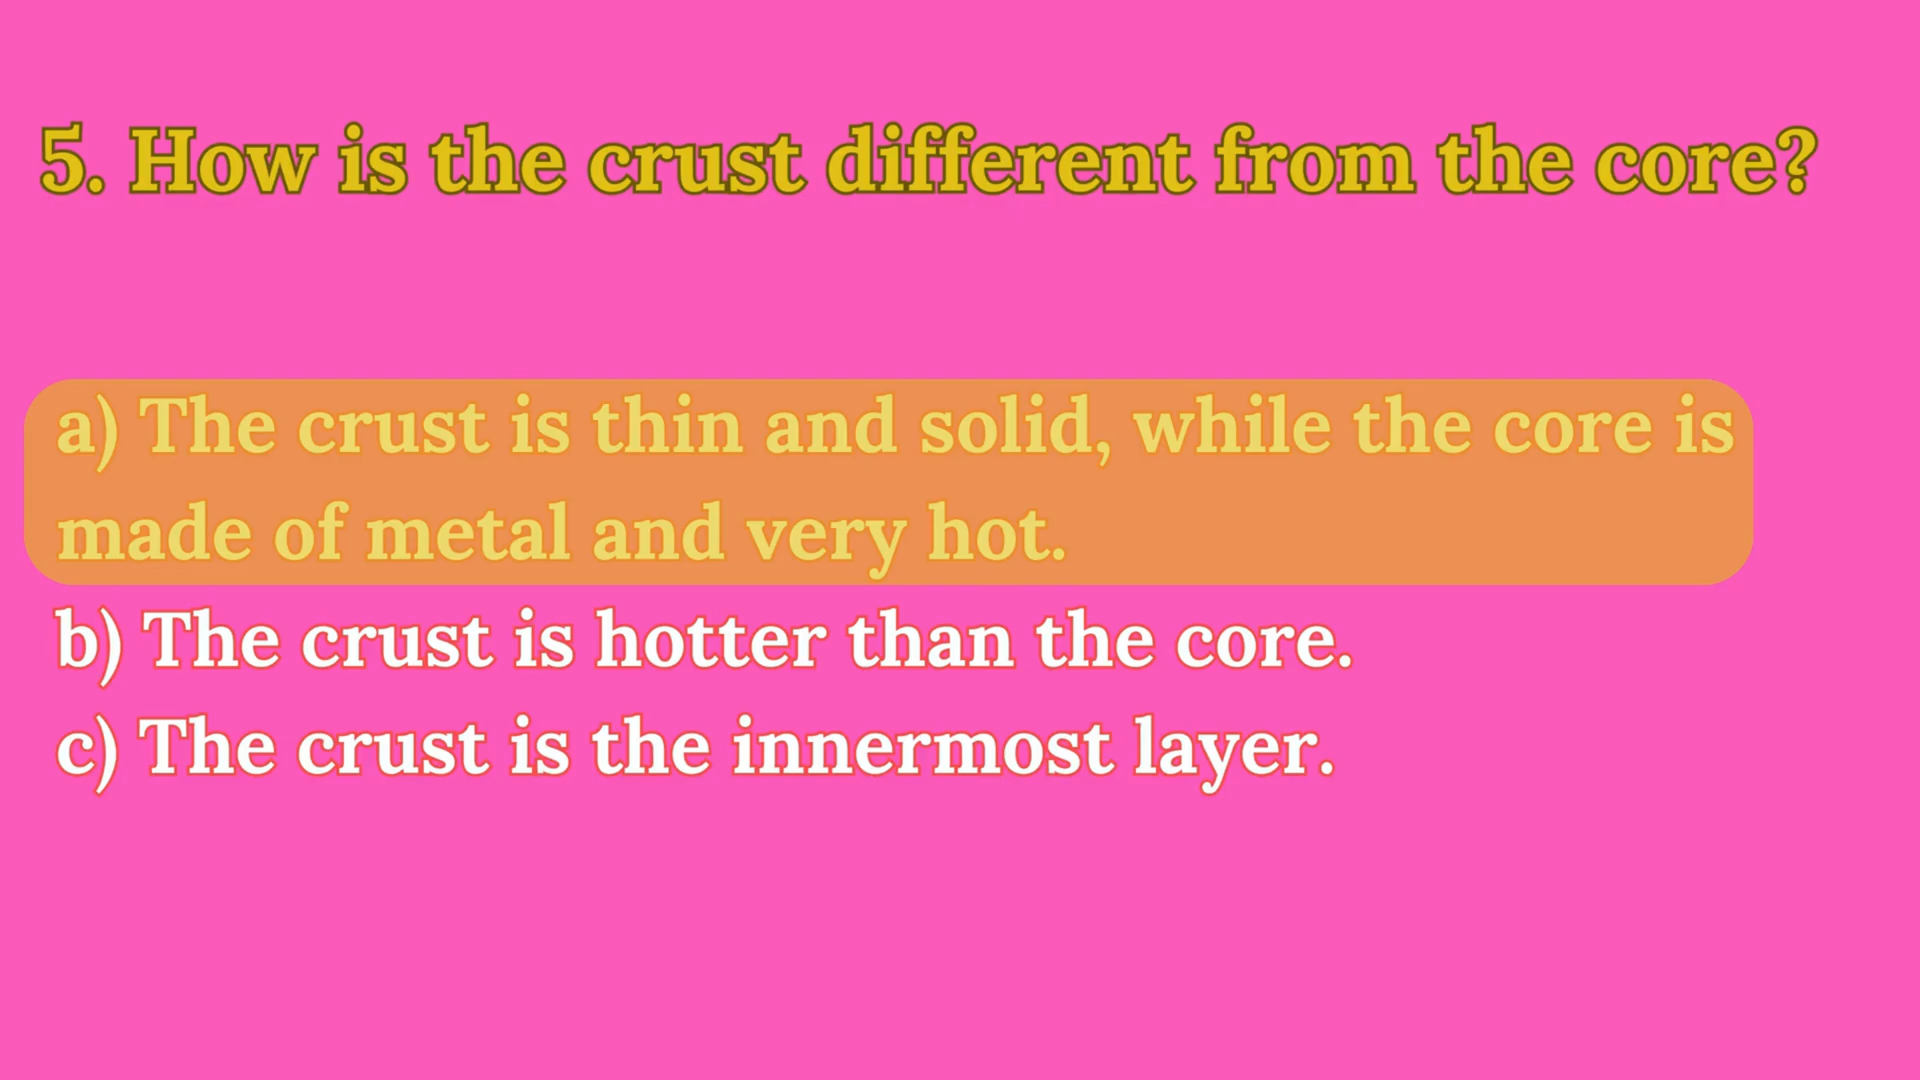 5. How is the crust different from the core?
a) The crust is thin and solid, while the core is
made of metal and very hot.
b) The crust is hotter than the core.
c) The crust is the innermost layer.